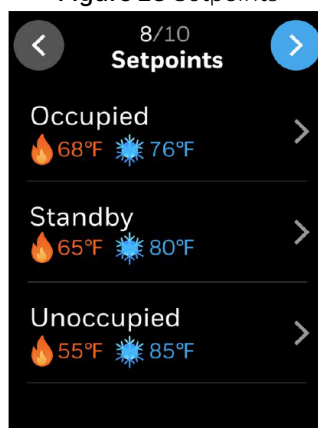 8/10
Setpoints
Occupied
68°F 76°F
Standby
65°F 80°F
Unoccupied
55°F 85°F